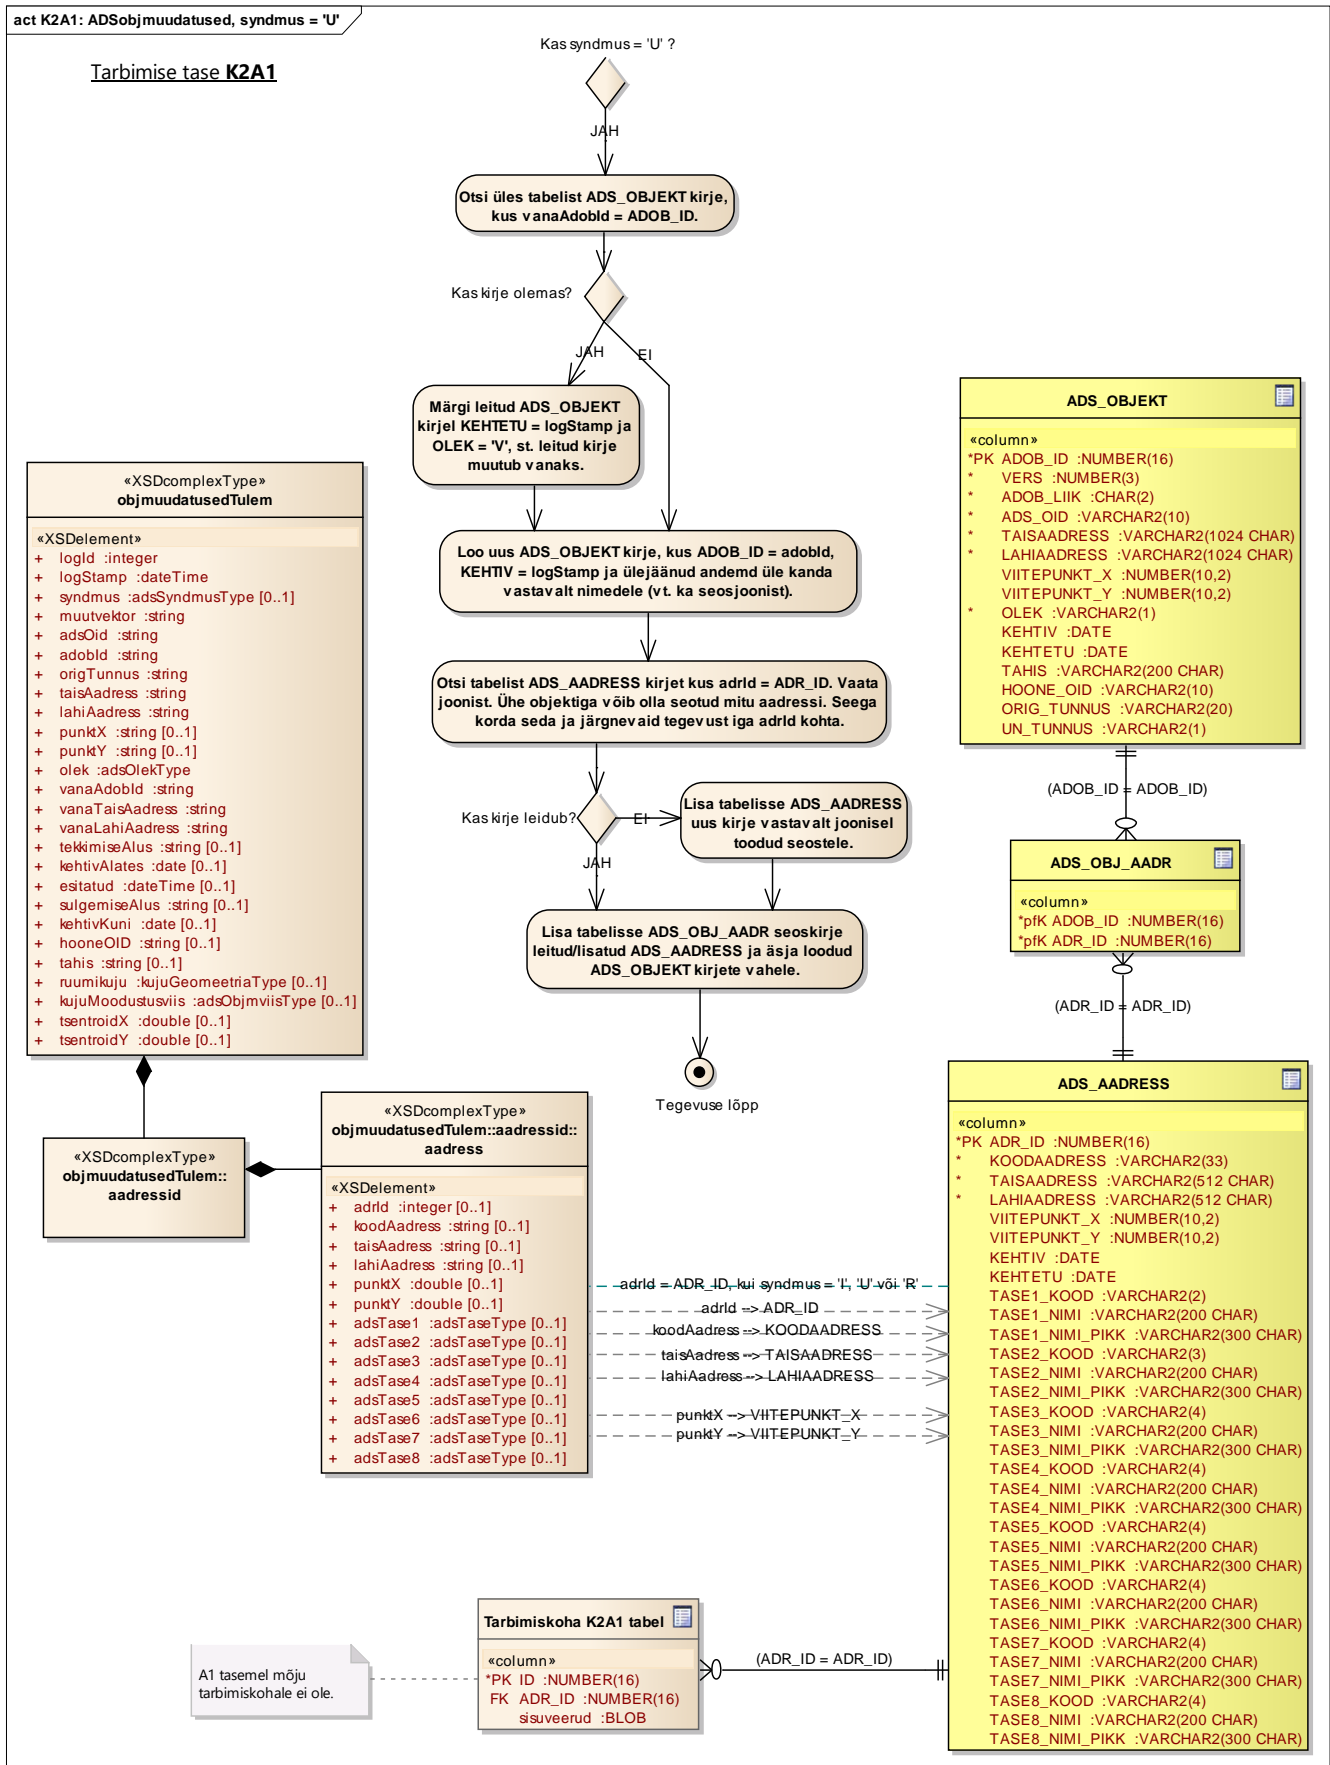 act K2A1: ADSobjmuudatused, syndmus = 'U'
Tarbimise tase K2A1
Kas syndmus = 'U' ?
JAH
Otsi üles tabelist ADS_OBJEKT kirje,
kus vanaAdobId = ADOB_ID.
Kas kirje olemas?
JAH
EI
Märgi leitud ADS_OBJEKT
kirjel KEHTETU = logStamp ja
OLEK = 'V', st. leitud kirje
muutub vanaks.
Loo uus ADS_OBJEKT kirje, kus ADOB_ID = adobId,
KEHTIV = logStamp ja ülejäänud andemd üle kanda
vastavalt nimedele (vt. ka seosjoonist).
Otsi tabelist ADS_AADRESS kirjet kus adrId = ADR_ID. Vaata
joonist. Ühe objektiga võib olla seotud mitu aadressi. Seega
korda seda ja järgnevaid tegevust iga adrId kohta.
Kas kirje leidub?
EI
JAH
Lisa tabelisse ADS_AADRESS
uus kirje vastavalt joonisel
toodud seostele.
Lisa tabelisse ADS_OBJ_AADR seoskirje
leitud/lisatud ADS_AADRESS ja äsja loodud
ADS_OBJEKT kirjete vahele.
Tegevuse lõpp
«XSDcomplexType»
objmuudatusedTulem
«XSDelement»
+ logId :integer
+ logStamp :dateTime
+ syndmus :adsSyndmusType [0..1]
+ muutvektor :string
+ adsOid :string
+ adobId :string
+ origTunnus :string
+ taisAadress :string
+ lahiAadress :string
+ punktX :string [0..1]
+ punktY :string [0..1]
+ olek :adsOlekType
+ vanaAdobId :string
+ vanaTaisAadress :string
+ vanaLahiAadress :string
+ tekkimiseAlus :string [0..1]
+ kehtivAlates :date [0..1]
+ esitatud :dateTime [0..1]
+ sulgemiseAlus :string [0..1]
+ kehtivKuni :date [0..1]
+ hooneOID :string [0..1]
+ tahis :string [0..1]
+ ruumikuju :kujuGeomeetriaType [0..1]
+ kujuMoodustusviis :adsObjmviisType [0..1]
+ tsentroidX :double [0..1]
+ tsentroidY :double [0..1]
«XSDcomplexType»
objmuudatusedTulem::
aadressid
«XSDcomplexType»
objmuudatusedTulem::aadressid::
aadress
«XSDelement»
+ adrId :integer [0..1]
+ koodAadress :string [0..1]
+ taisAadress :string [0..1]
+ lahiAadress :string [0..1]
+ punktX :double [0..1]
+ punktY :double [0..1]
+ adsTase1 :adsTaseType [0..1]
+ adsTase2 :adsTaseType [0..1]
+ adsTase3 :adsTaseType [0..1]
+ adsTase4 :adsTaseType [0..1]
+ adsTase5 :adsTaseType [0..1]
+ adsTase6 :adsTaseType [0..1]
+ adsTase7 :adsTaseType [0..1]
+ adsTase8 :adsTaseType [0..1]
adrId = ADR_ID, kui syndmus = 'I', 'U' või 'R'
adrId --> ADR_ID
koodAadress --> KOODAADRESS
taisAadress --> TAISAADRESS
lahiAadress --> LAHIAADRESS
punktX --> VIITEPUNKT_X
punktY --> VIITEPUNKT_Y
ADS_OBJEKT
«column»
*PK ADOB_ID :NUMBER(16)
* VERS :NUMBER(3)
* ADOB_LIIK :CHAR(2)
* ADS_OID :VARCHAR2(10)
* TAISAADRESS :VARCHAR2(1024 CHAR)
* LAHIAADRESS :VARCHAR2(1024 CHAR)
VIITEPUNKT_X :NUMBER(10,2)
VIITEPUNKT_Y :NUMBER(10,2)
* OLEK :VARCHAR2(1)
KEHTIV :DATE
KEHTETU :DATE
TAHIS :VARCHAR2(200 CHAR)
HOONE_OID :VARCHAR2(10)
ORIG_TUNNUS :VARCHAR2(20)
UN_TUNNUS :VARCHAR2(1)
(ADOB_ID = ADOB_ID)
ADS_OBJ_AADR
«column»
*pfK ADOB_ID :NUMBER(16)
*pfK ADR_ID :NUMBER(16)
(ADR_ID = ADR_ID)
ADS_AADRESS
«column»
*PK ADR_ID :NUMBER(16)
* KOODAADRESS :VARCHAR2(33)
* TAISAADRESS :VARCHAR2(512 CHAR)
* LAHIAADRESS :VARCHAR2(512 CHAR)
VIITEPUNKT_X :NUMBER(10,2)
VIITEPUNKT_Y :NUMBER(10,2)
KEHTIV :DATE
KEHTETU :DATE
TASE1_KOOD :VARCHAR2(2)
TASE1_NIMI :VARCHAR2(200 CHAR)
TASE1_NIMI_PIKK :VARCHAR2(300 CHAR)
TASE2_KOOD :VARCHAR2(3)
TASE2_NIMI :VARCHAR2(200 CHAR)
TASE2_NIMI_PIKK :VARCHAR2(300 CHAR)
TASE3_KOOD :VARCHAR2(4)
TASE3_NIMI :VARCHAR2(200 CHAR)
TASE3_NIMI_PIKK :VARCHAR2(300 CHAR)
TASE4_KOOD :VARCHAR2(4)
TASE4_NIMI :VARCHAR2(200 CHAR)
TASE4_NIMI_PIKK :VARCHAR2(300 CHAR)
TASE5_KOOD :VARCHAR2(4)
TASE5_NIMI :VARCHAR2(200 CHAR)
TASE5_NIMI_PIKK :VARCHAR2(300 CHAR)
TASE6_KOOD :VARCHAR2(4)
TASE6_NIMI :VARCHAR2(200 CHAR)
TASE6_NIMI_PIKK :VARCHAR2(300 CHAR)
TASE7_KOOD :VARCHAR2(4)
TASE7_NIMI :VARCHAR2(200 CHAR)
TASE7_NIMI_PIKK :VARCHAR2(300 CHAR)
TASE8_KOOD :VARCHAR2(4)
TASE8_NIMI :VARCHAR2(200 CHAR)
TASE8_NIMI_PIKK :VARCHAR2(300 CHAR)
Tarbimiskoha K2A1 tabel
«column»
*PK ID :NUMBER(16)
FK ADR_ID :NUMBER(16)
sisuveerud :BLOB
(ADR_ID = ADR_ID)
A1 tasemel mõju
tarbimiskohale ei ole.